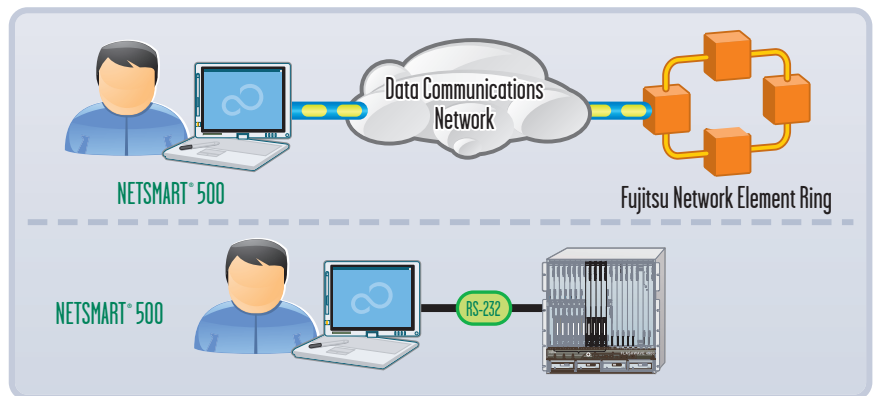 Data Communications
Network
NETSMART® 500
Fujitsu Network Element Ring
NETSMART® 500
RS-232